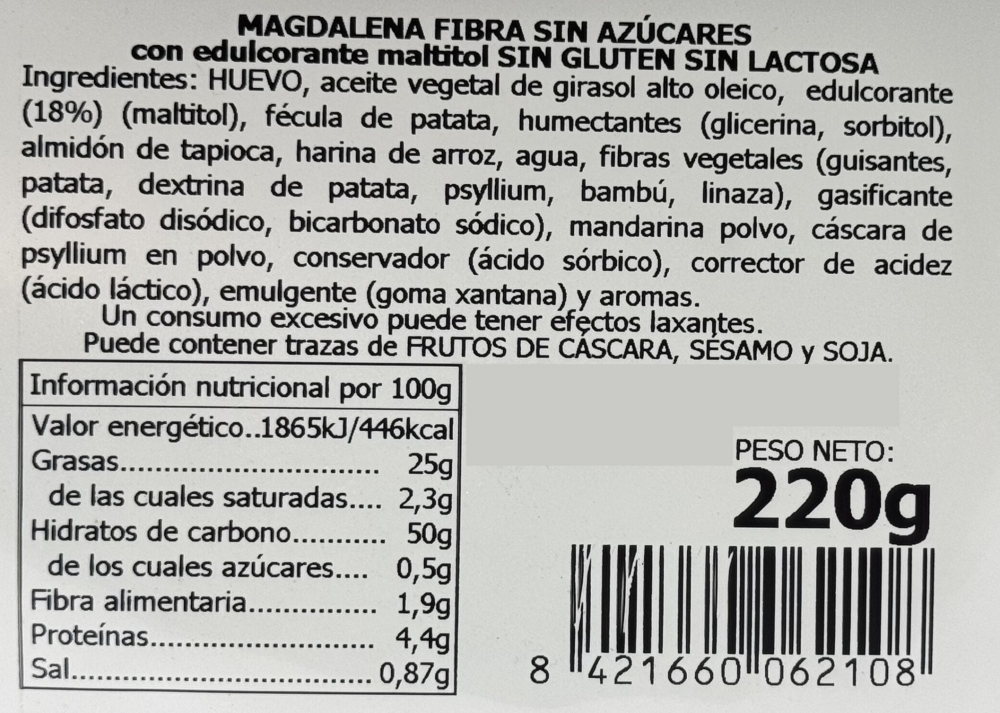 MAGDALENA FIBRA SIN AZÚCARES
con edulcorante maltitol SIN GLUTEN SIN LACTOSA
Ingredientes: HUEVO, aceite vegetal de girasol alto oleico, edulcorante
(18%) (maltitol), fécula de patata, humectantes (glicerina, sorbitol),
almidón de tapioca, harina de arroz, agua, fibras vegetales (guisantes,
patata, dextrina de patata, psyllium, bambú, linaza), gasificante
(difosfato disódico, bicarbonato sódico), mandarina polvo, cáscara de
psyllium en polvo, conservador (ácido sórbico), corrector de acidez
(ácido láctico), emulgente (goma xantana) y aromas.
Un consumo excesivo puede tener efectos laxantes.
Puede contener trazas de FRUTOS DE CÁSCARA, SÉSAMO y SOJA.
Información nutricional por 100g
Valor energético..1865kJ/446kcal
Grasas.............................. 25g
de las cuales saturadas.... 2,3g
Hidratos de carbono........... 50g
de los cuales azúcares.... 0,5g
Fibra alimentaria............... 1,9g
Proteínas.......................... 4,4g
Sal.................................. 0,87g
PESO NETO:
220g
8 421660 062108